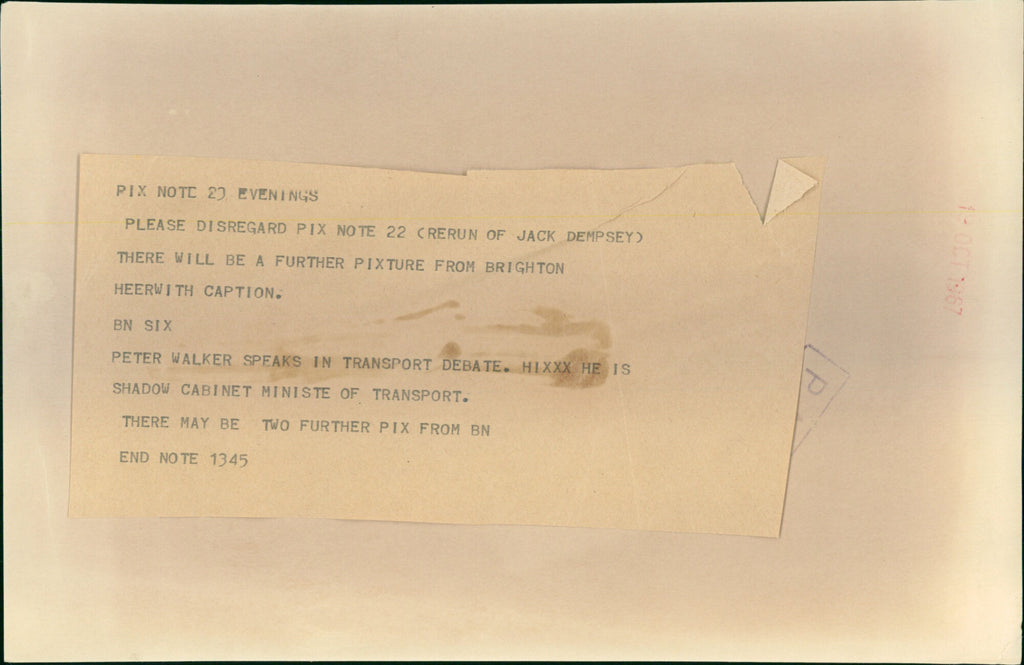 PIX NOTE 23 EVENINGS
PLEASE DISREGARD PIX NOTE 22 (RERUN OF JACK DEMPSEY)
THERE WILL BE A FURTHER PIXTURE FROM BRIGHTON
HEERWITH CAPTION.
BN SIX
PETER WALKER SPEAKS IN TRANSPORT DEBATE. HIXXX HE IS
SHADOW CABINET MINISTE OF TRANSPORT.
THERE MAY BE TWO FURTHER PIX FROM BN
END NOTE 1345
OCT 1967
P